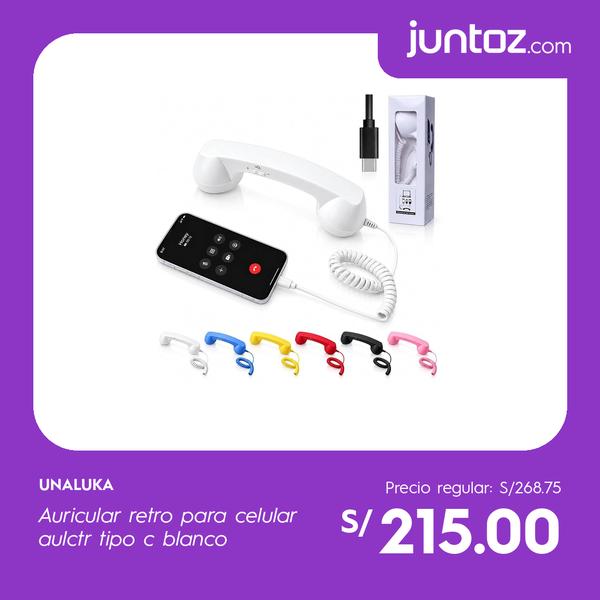 juntoz.com
UNALUKA
Auricular retro para celular
aulctr tipo c blanco
Precio regular: S/268.75
S/ 215.00